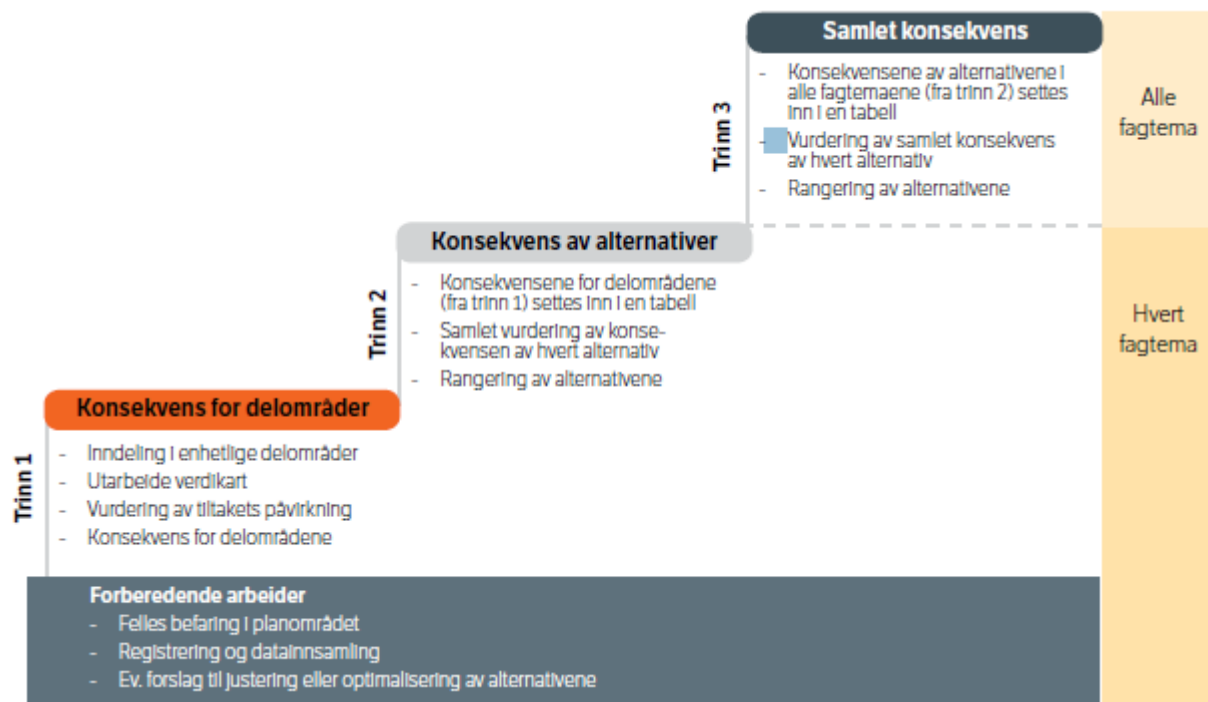 Samlet konsekvens
- Konsekvensene av alternativene i
alle fagtemaene (fra trinn 2) settes
inn i en tabell
- Vurdering av samlet konsekvens
av hvert alternativ
- Rangering av alternativene
Trinn 3
Alle
fagtema
Konsekvens av alternativer
- Konsekvensene for delområdene
(fra trinn 1) settes inn i en tabell
- Samlet vurdering av konse-
kvensen av hvert alternativ
- Rangering av alternativene
Trinn 2
Hvert
fagtema
Konsekvens for delområder
- Inndeling i enhetlige delområder
- Utarbeide verdikart
- Vurdering av tiltakets påvirkning
- Konsekvens for delområdene
Trinn 1
Forberedende arbeider
- Felles befaring i planområdet
- Registrering og datainnsamling
- Ev. forslag til justering eller optimalisering av alternativene